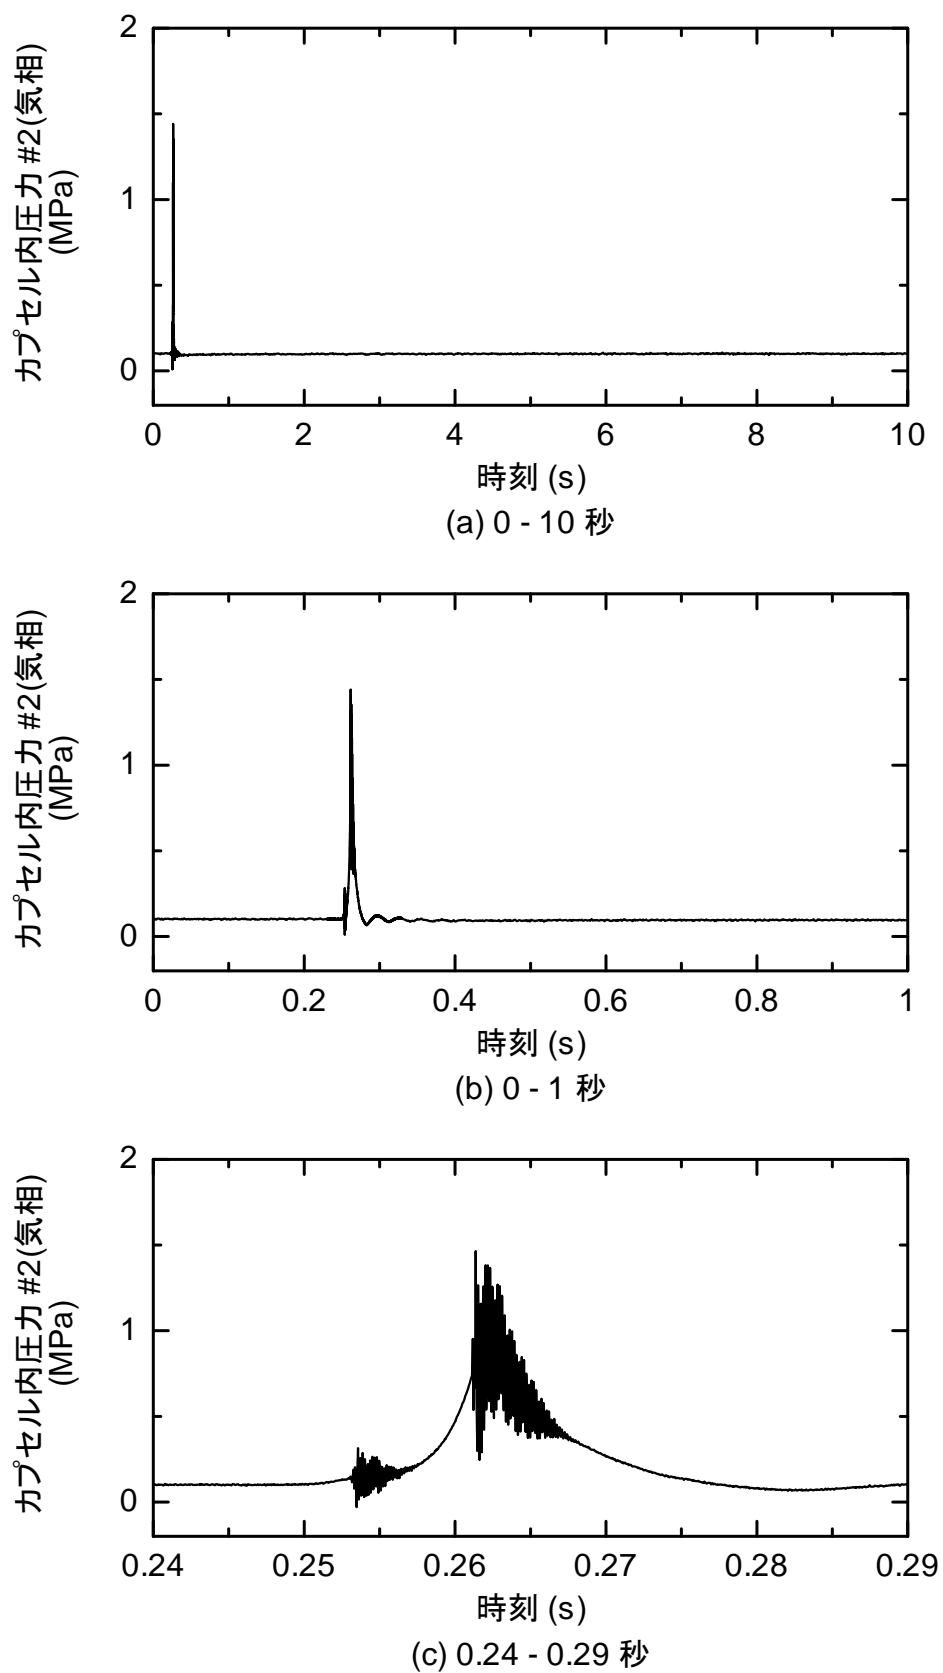 カプセル内圧力 #2(気相)
(MPa)
2
1
0
0 2 4 6 8 10
時刻 (s)
(a) 0 - 10 秒
カプセル内圧力 #2(気相)
(MPa)
2
1
0
0 0.2 0.4 0.6 0.8 1
時刻 (s)
(b) 0 - 1 秒
カプセル内圧力 #2(気相)
(MPa)
2
1
0
0.24 0.25 0.26 0.27 0.28 0.29
時刻 (s)
(c) 0.24 - 0.29 秒